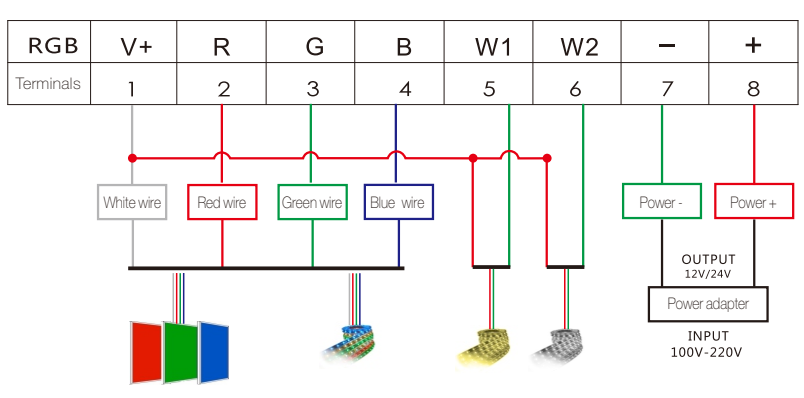 RGB V+ R G B W1 W2 − +
Terminals 1 2 3 4 5 6 7 8
White wire Red wire Green wire Blue wire Power - Power +
OUTPUT
12V/24V
Power adapter
INPUT
100V-220V